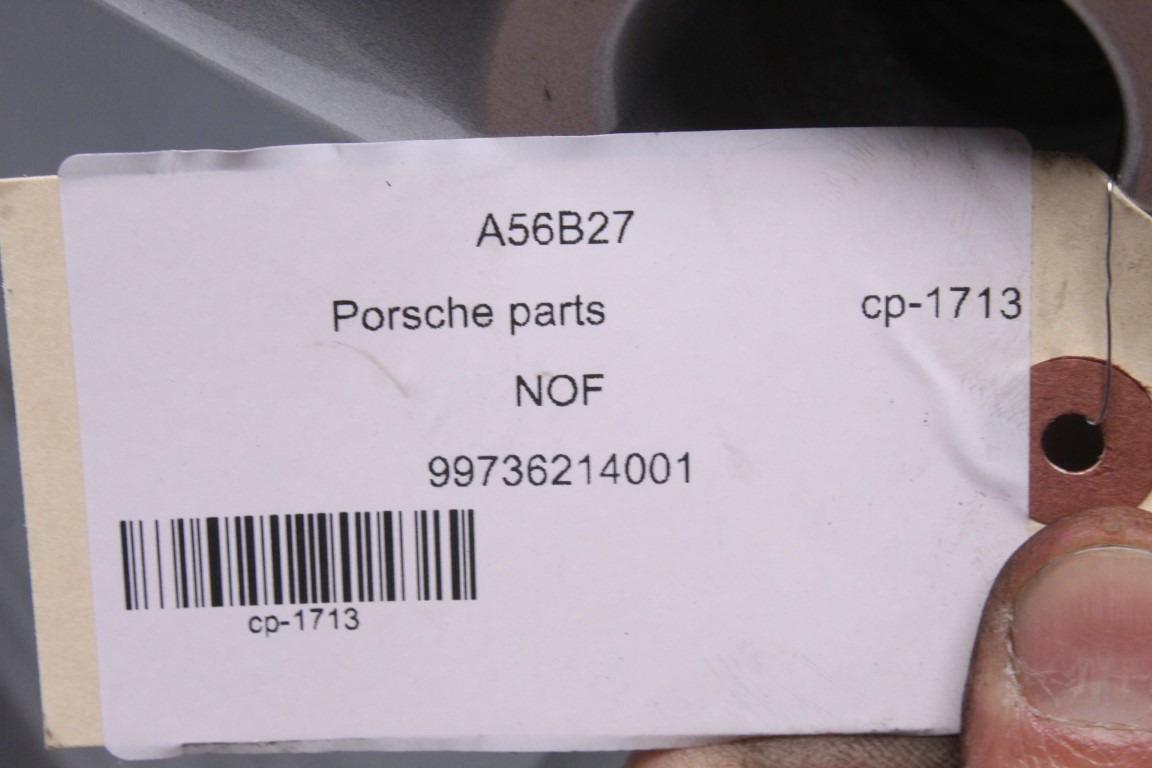 A56B27
Porsche parts cp-1713
NOF
99736214001
cp-1713